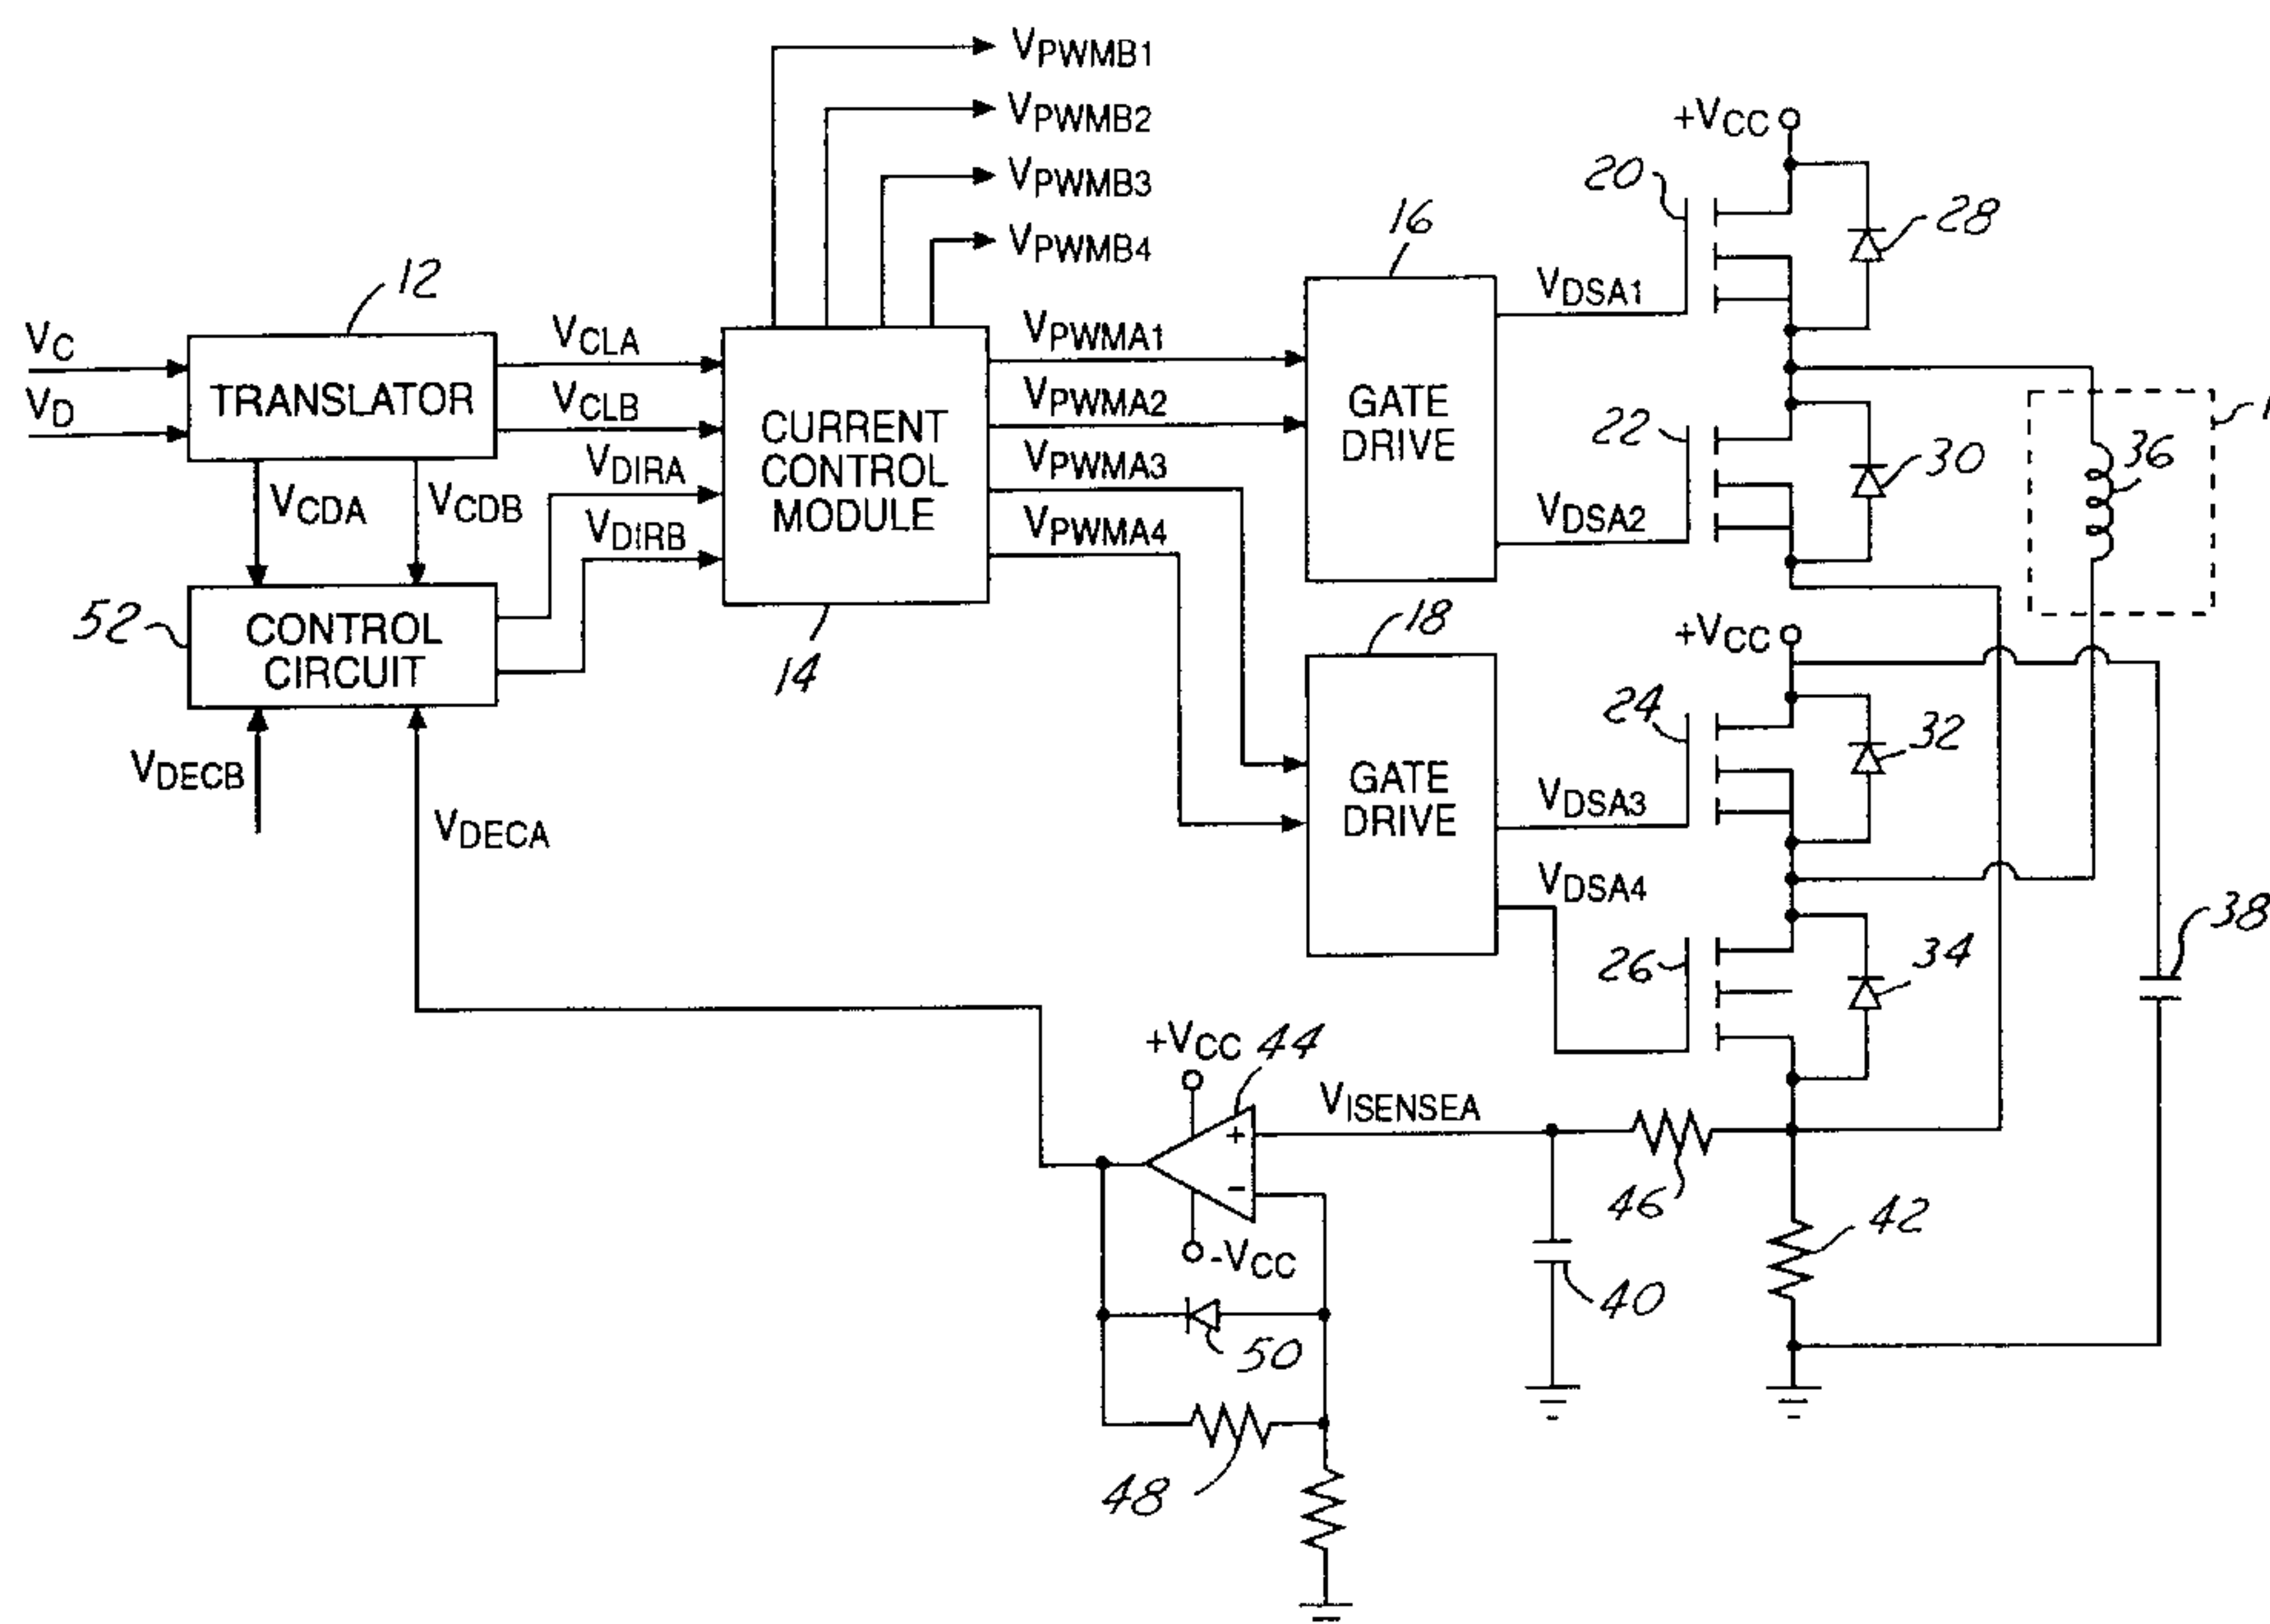 VPWMB1
VPWMB2
VPWMB3
VPWMB4
+VCC
20
28
16
12
VC
VD
TRANSLATOR
VCLA
VCLB
VDIRA
VDIRB
VCDA
VCDB
CURRENT
CONTROL
MODULE
14
VPWMA1
VPWMA2
VPWMA3
VPWMA4
GATE
DRIVE
VDSA1
VDSA2
22
30
36
1
52
CONTROL
CIRCUIT
VDECB
VDECA
18
GATE
DRIVE
+VCC
24
32
VDSA3
VDSA4
26
34
38
+VCC
44
+
-
-VCC
VISENSEA
46
42
40
50
48